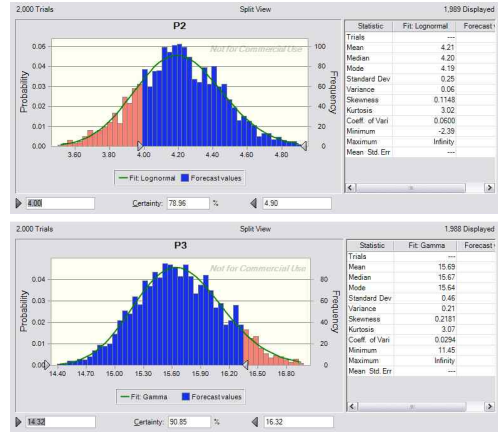 2,000 Trials Split View 1,989 Displayed
P2
Not for Commercial Use
Probability
0.06
0.05
0.04
0.03
0.02
0.01
0.00
100
80
60
40
20
0
Frequency
3.60 3.80 4.00 4.20 4.40 4.60 4.80
Fit: Lognormal Forecast values
4.00 Certainty: 78.96 % 4.90
Statistic Fit: Lognormal Forecast
Trials ---
Mean 4.21
Median 4.20
Mode 4.19
Standard Dev 0.25
Variance 0.06
Skewness 0.1148
Kurtosis 3.02
Coeff. of Vari 0.0600
Minimum -2.39
Maximum Infinity
Mean Std. Err ---
2,000 Trials Split View 1,988 Displayed
P3
Not for Commercial Use
Probability
0.04
0.03
0.02
0.01
0.00
80
60
40
20
0
Frequency
14.40 14.70 15.00 15.30 15.60 15.90 16.20 16.50 16.80
Fit: Gamma Forecast values
14.32 Certainty: 90.85 % 16.32
Statistic Fit: Gamma Forecast
Trials ---
Mean 15.69
Median 15.67
Mode 15.64
Standard Dev 0.46
Variance 0.21
Skewness 0.2181
Kurtosis 3.07
Coeff. of Vari 0.0294
Minimum 11.45
Maximum Infinity
Mean Std. Err ---